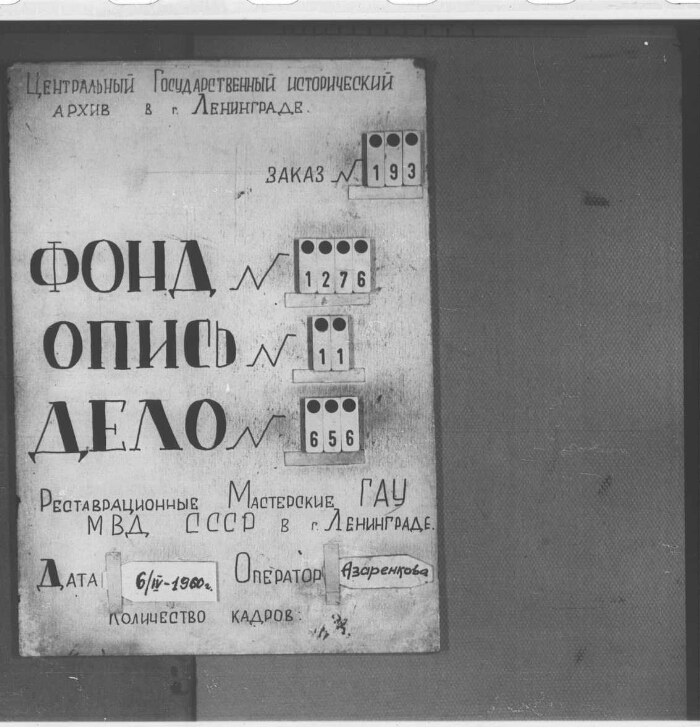 Центральный Государственный исторический
архив в г. Ленинграде.
заказ № 193
ФОНД № 1276
ОПИСЬ № 11
ДЕЛО № 656
Реставрационные Мастерские ГАУ
МВД СССР в г. Ленинграде.
Дата 6/IV-1960г. Оператор Азаренкова
Количество кадров: